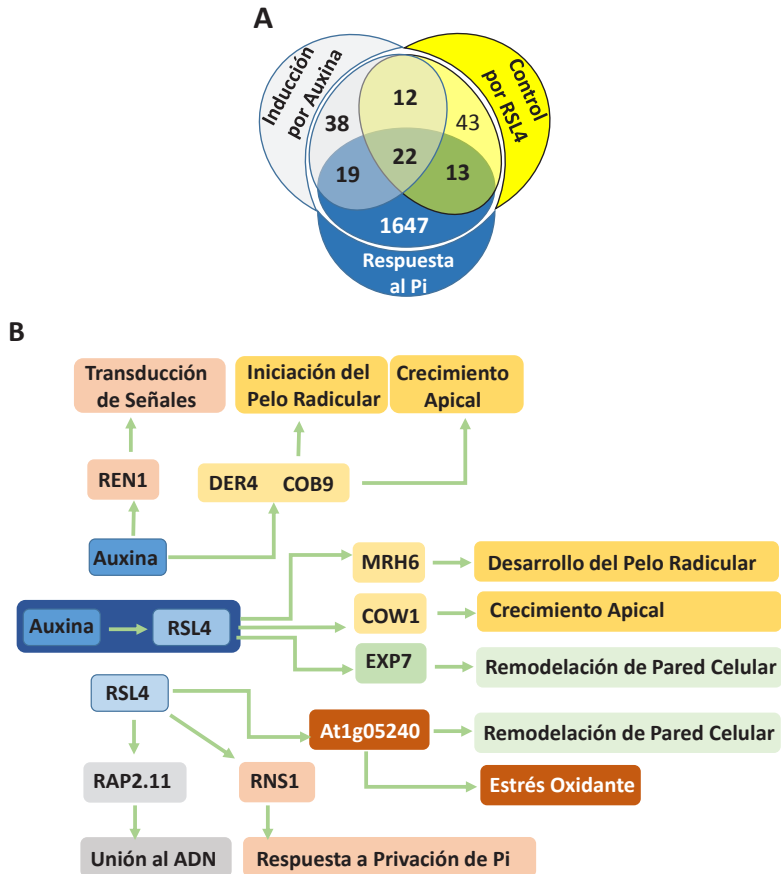 A
Inducción
por Auxina
Control
por RSL4
12
38
43
22
19
13
1647
Respuesta
al Pi
B
Transducción
de Señales
Iniciación del
Pelo Radicular
Crecimiento
Apical
REN1
DER4 COB9
Auxina
MRH6
Desarrollo del Pelo Radicular
Auxina
RSL4
COW1
Crecimiento Apical
EXP7
Remodelación de Pared Celular
RSL4
At1g05240
Remodelación de Pared Celular
RAP2.11
RNS1
Estrés Oxidante
Unión al ADN
Respuesta a Privación de Pi